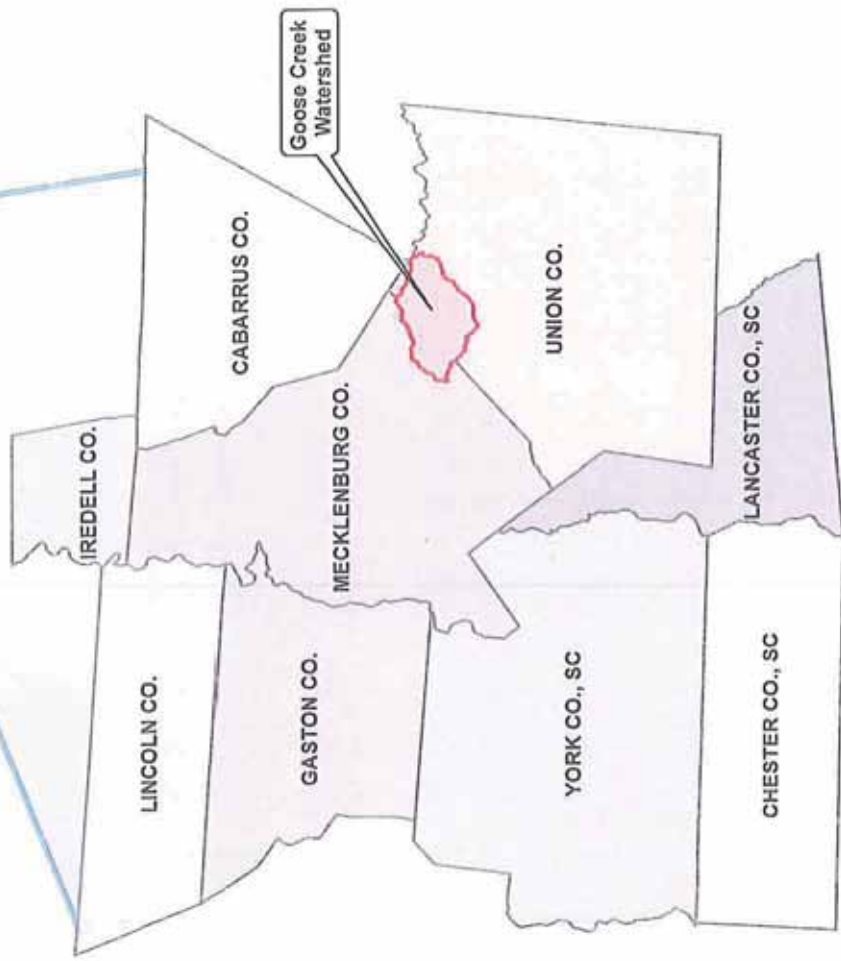 IREDELL CO.
LINCOLN CO.
CABARRUS CO.
Goose Creek
Watershed
GASTON CO.
MECKLENBURG CO.
UNION CO.
YORK CO., SC
LANCASTER CO., SC
CHESTER CO., SC